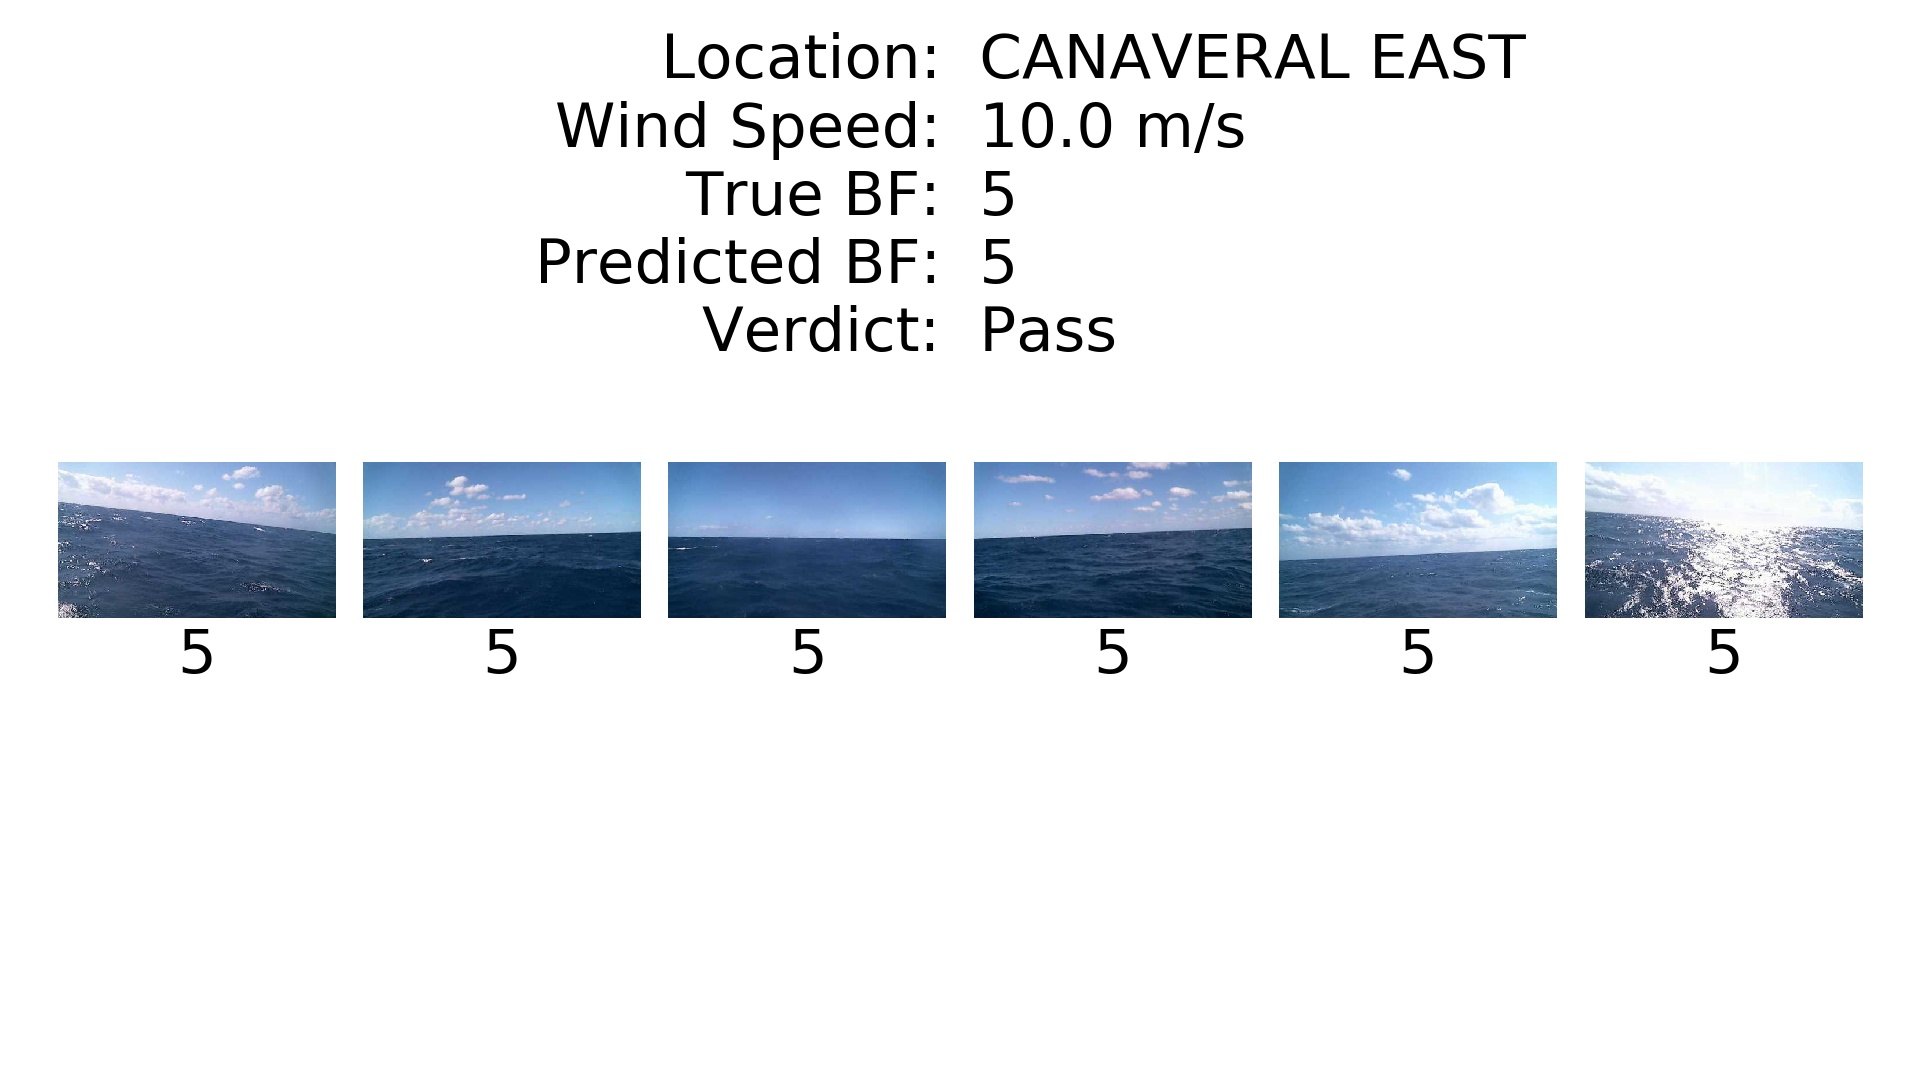 Location: CANAVERAL EAST
Wind Speed: 10.0 m/s
True BF: 5
Predicted BF: 5
Verdict: Pass
5 5 5 5 5 5